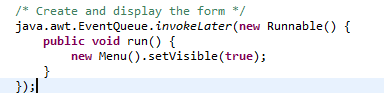 /* Create and display the form */
java.awt.EventQueue.invokeLater(new Runnable() {
    public void run() {
        new Menu().setVisible(true);
    }
});